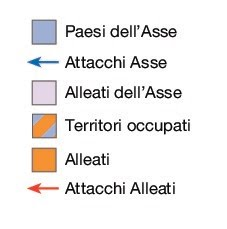 Paesi dell'Asse
Attacchi Asse
Alleati dell'Asse
Territori occupati
Alleati
Attacchi Alleati